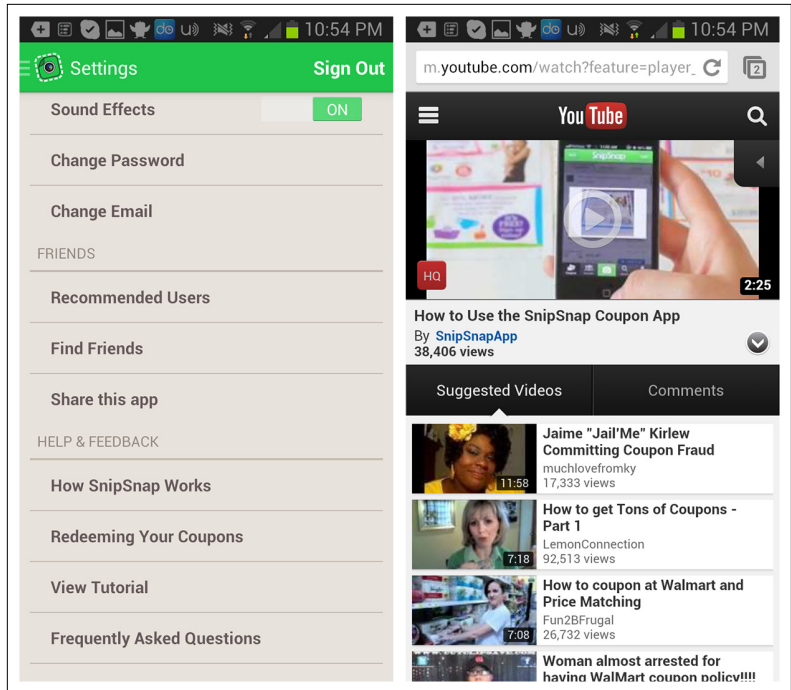 10:54 PM
Settings
Sign Out
Sound Effects
ON
Change Password
Change Email
FRIENDS
Recommended Users
Find Friends
Share this app
HELP & FEEDBACK
How SnipSnap Works
Redeeming Your Coupons
View Tutorial
Frequently Asked Questions
10:54 PM
m.youtube.com/watch?feature=player_
2
YouTube
SnipSnap
HQ
2:25
How to Use the SnipSnap Coupon App
By SnipSnapApp
38,406 views
Suggested Videos
Comments
11:58
Jaime "Jail'Me" Kirlew
Committing Coupon Fraud
muchlovefromky
17,333 views
7:18
How to get Tons of Coupons -
Part 1
LemonConnection
92,513 views
7:08
How to coupon at Walmart and
Price Matching
Fun2BFrugal
26,732 views
Woman almost arrested for
having WalMart coupon policy!!!!